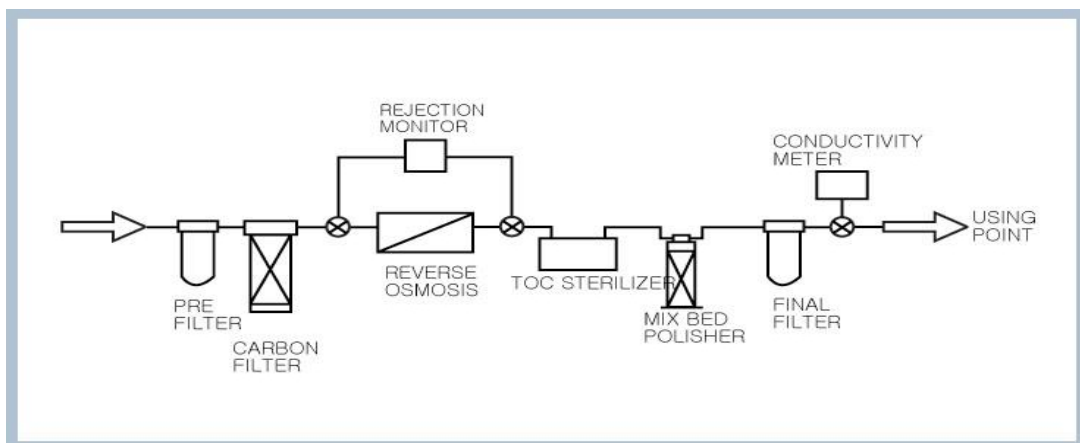 REJECTION
MONITOR
CONDUCTIVITY
METER
USING
POINT
REVERSE
OSMOSIS
TOC STERILIZER
PRE
FILTER
CARBON
FILTER
MIX BED
POLISHER
FINAL
FILTER